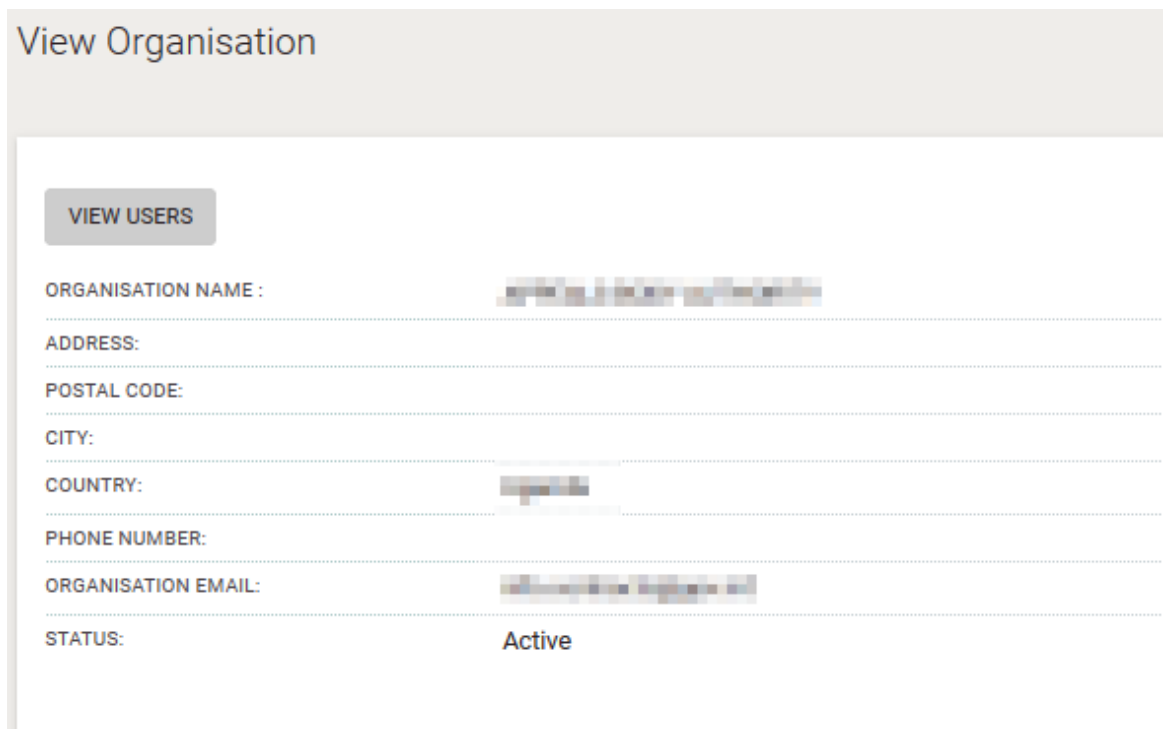 View Organisation
VIEW USERS
ORGANISATION NAME :
ADDRESS:
POSTAL CODE:
CITY:
COUNTRY:
PHONE NUMBER:
ORGANISATION EMAIL:
STATUS: Active